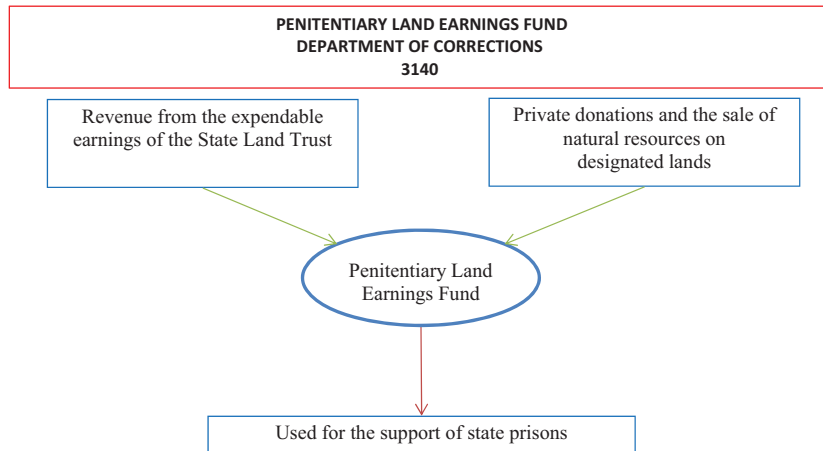 PENITENTIARY LAND EARNINGS FUND
DEPARTMENT OF CORRECTIONS
3140
Revenue from the expendable
earnings of the State Land Trust
Private donations and the sale of
natural resources on
designated lands
Penitentiary Land
Earnings Fund
Used for the support of state prisons